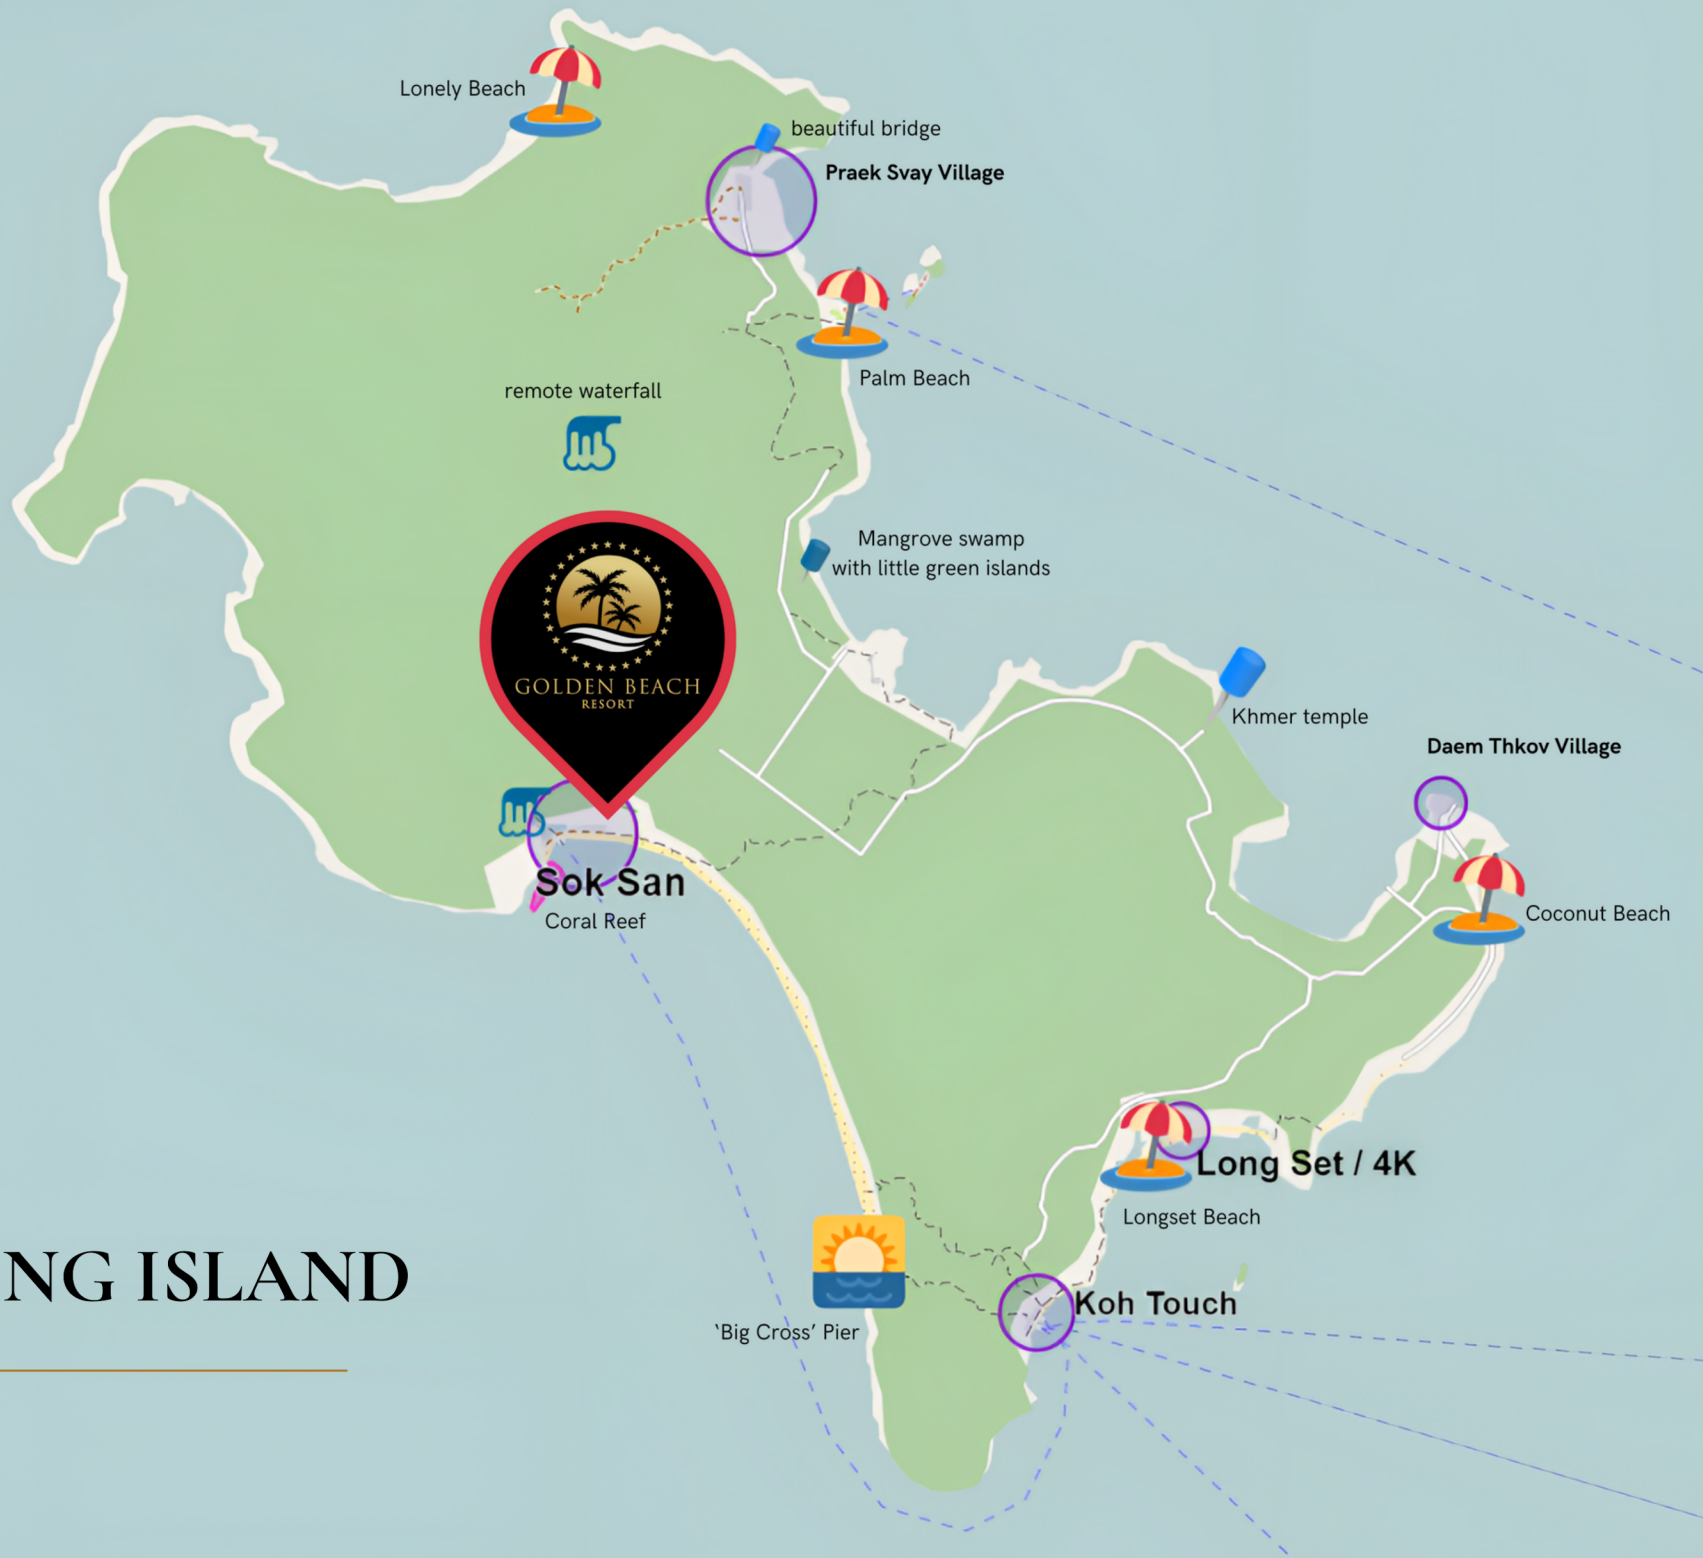 Lonely Beach
beautiful bridge
Praek Svay Village
Palm Beach
remote waterfall
Mangrove swamp
with little green islands
GOLDEN BEACH
RESORT
Khmer temple
Daem Thkov Village
Sok San
Coral Reef
Coconut Beach
Long Set / 4K
Longset Beach
NG ISLAND
Koh Touch
‘Big Cross’ Pier